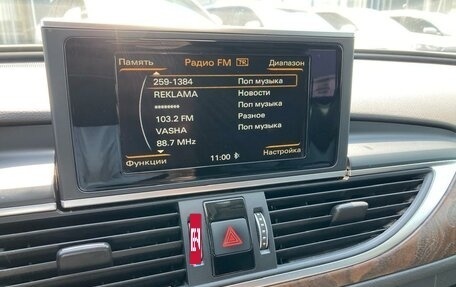 Память Радио FM TP Диапазон
259-1384 Поп музыка
REKLAMA Новости
******** Поп музыка
103.2 FM Разное
VASHA Поп музыка
88.7 MHz
Функции 11:00 Настройка